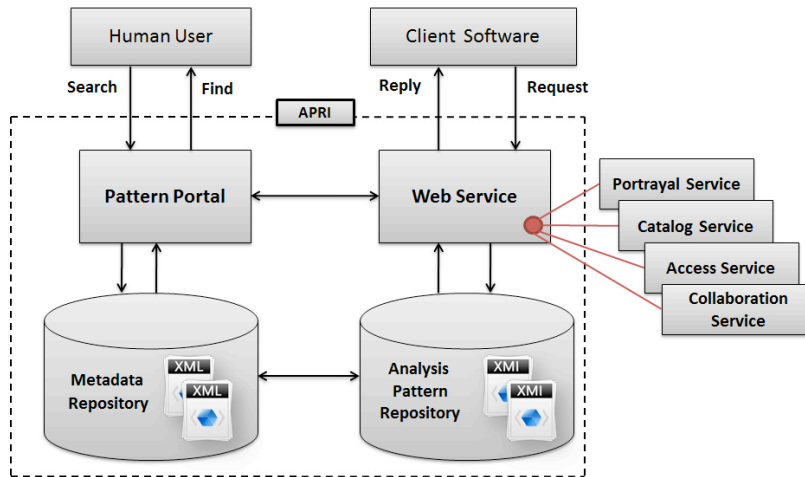 Human User
Client Software
Search
Find
Reply
Request
APRI
Pattern Portal
Web Service
Portrayal Service
Catalog Service
Access Service
Collaboration
Service
Metadata
Repository
XML
XML
Analysis
Pattern
Repository
XMI
XMI